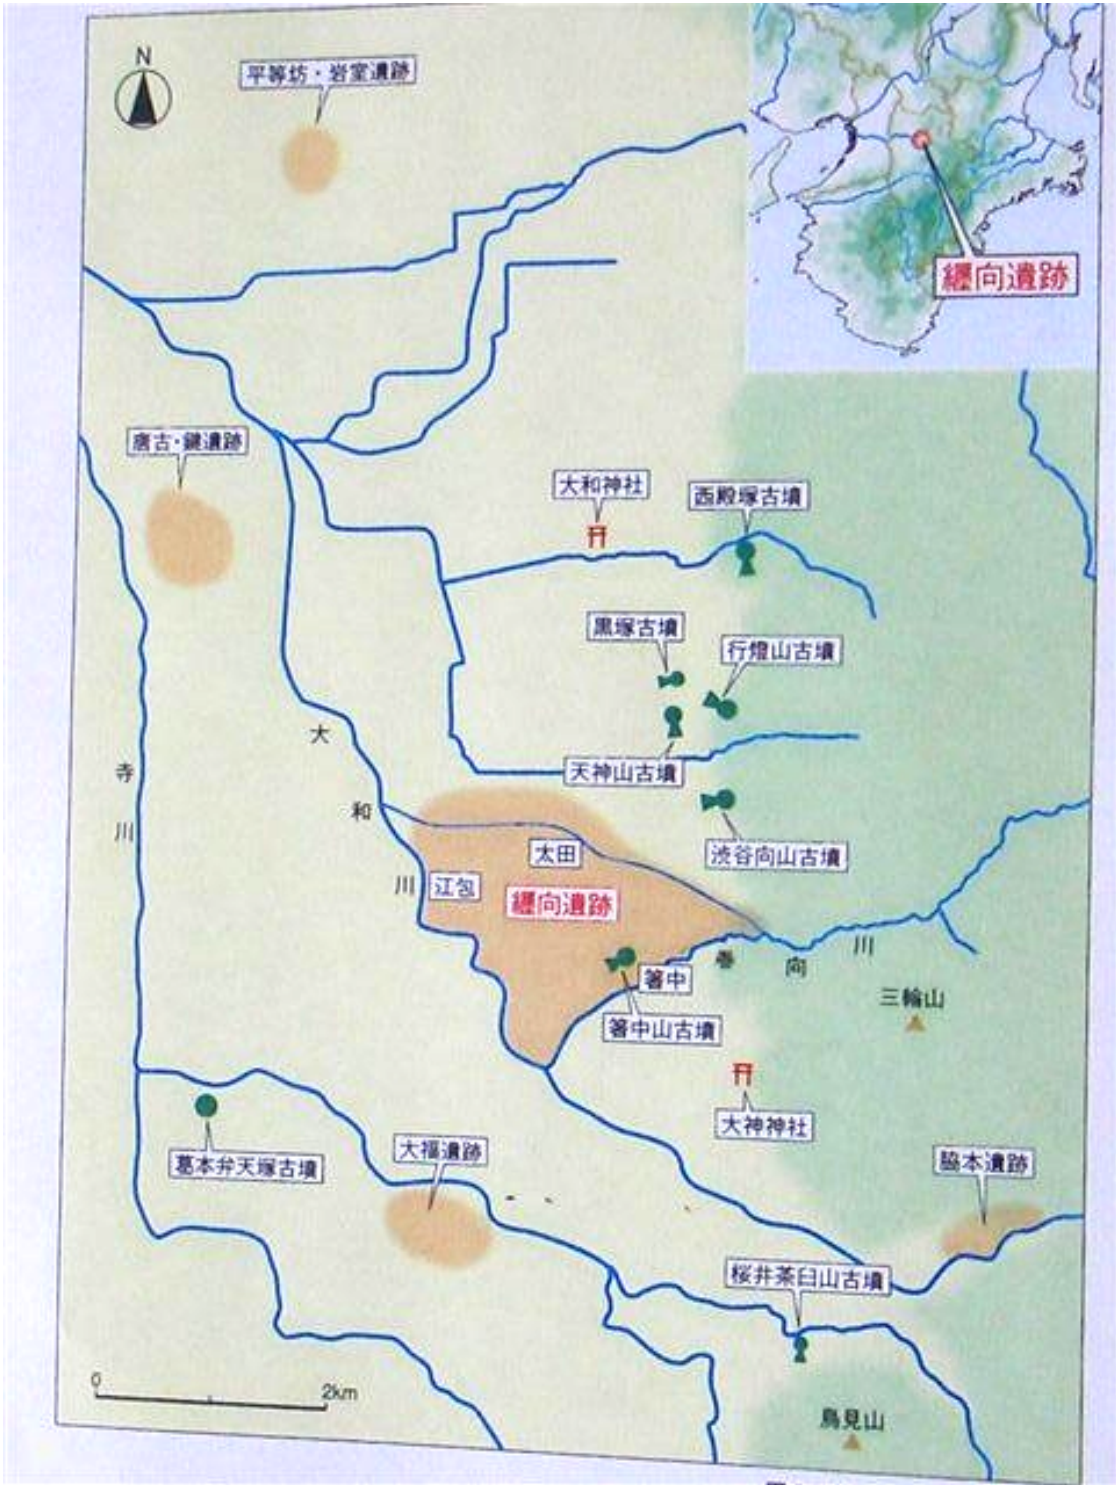 N
平等坊・岩室遺跡
纒向遺跡
唐古・鍵遺跡
大和神社
西殿塚古墳
黒塚古墳
行燈山古墳
天神山古墳
大和川
寺川
渋谷向山古墳
太田
江包
纒向遺跡
箸中
箸中山古墳
巻向川
三輪山
大神神社
葛本弁天塚古墳
大福遺跡
脇本遺跡
桜井茶臼山古墳
鳥見山
0 2km